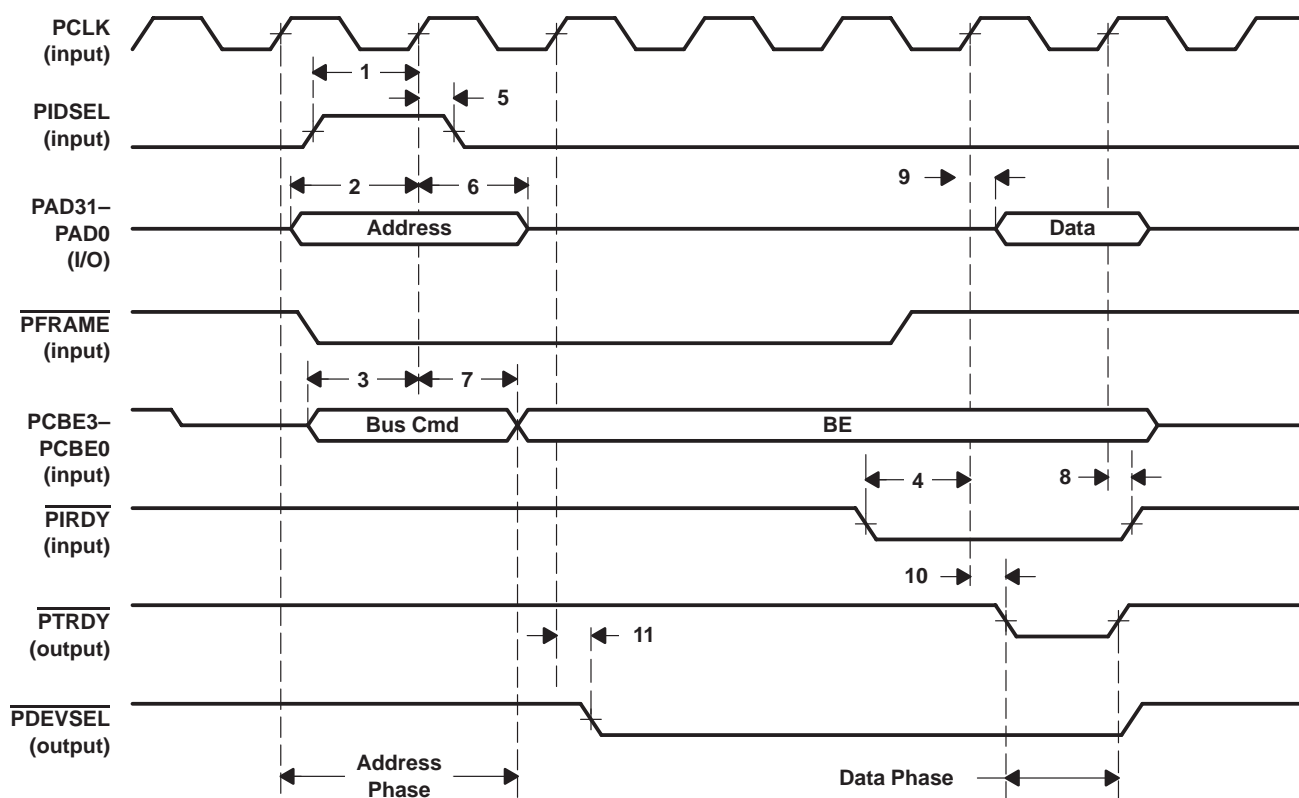 PCLK
(input)
1
5
PIDSEL
(input)
2
6
9
PAD31–
PAD0
(I/O)
Address
Data
PFRAME
(input)
3
7
PCBE3–
PCBE0
(input)
Bus Cmd
BE
4
8
PIRDY
(input)
10
PTRDY
(output)
11
PDEVSEL
(output)
Address
Phase
Data Phase